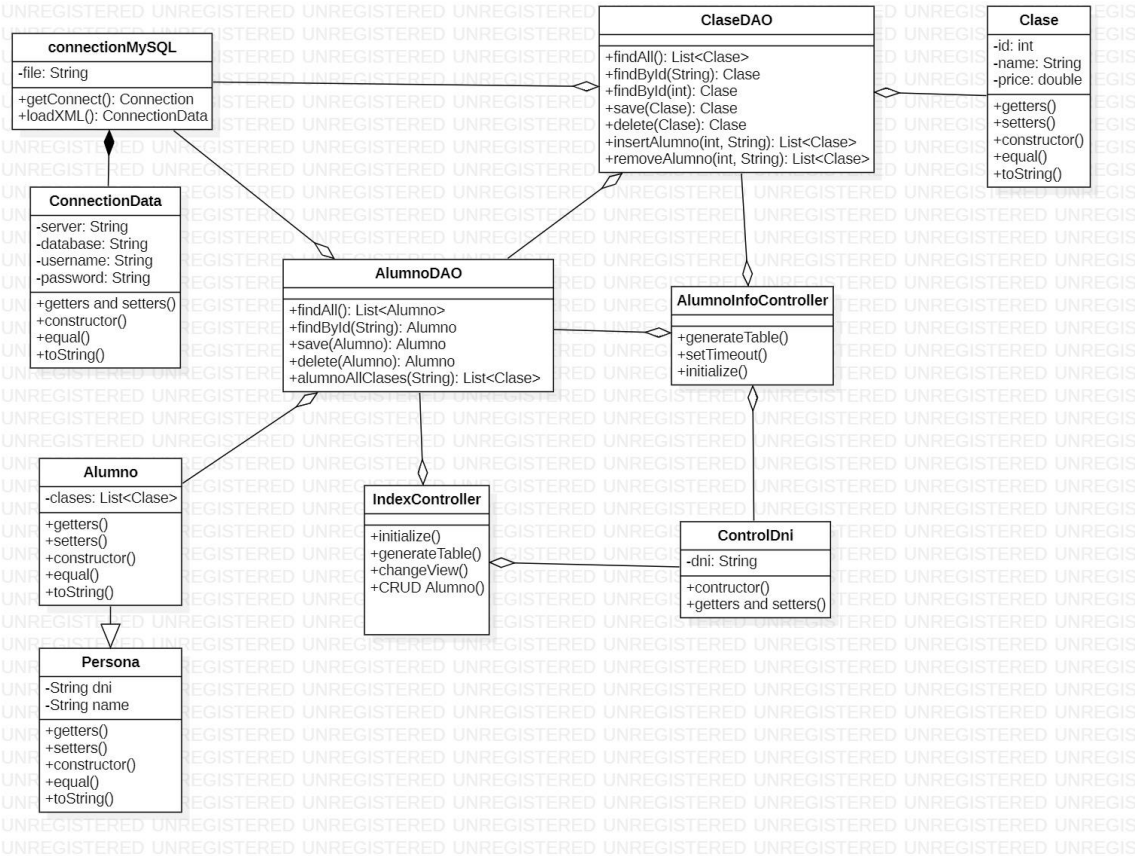 connectionMySQL
-file: String
+getConnect(): Connection
+loadXML(): ConnectionData
ClaseDAO
+findAll(): List<Clase>
+findById(String): Clase
+findById(int): Clase
+save(Clase): Clase
+delete(Clase): Clase
+insertAlumno(int, String): List<Clase>
+removeAlumno(int, String): List<Clase>
Clase
-id: int
-name: String
-price: double
+getters()
+setters()
+constructor()
+equal()
+toString()
ConnectionData
-server: String
-database: String
-username: String
-password: String
+getters and setters()
+constructor()
+equal()
+toString()
AlumnoDAO
+findAll(): List<Alumno>
+findById(String): Alumno
+save(Alumno): Alumno
+delete(Alumno): Alumno
+alumnoAllClases(String): List<Clase>
AlumnoInfoController
+generateTable()
+setTimeout()
+initialize()
Alumno
-clases: List<Clase>
+getters()
+setters()
+constructor()
+equal()
+toString()
IndexController
+initialize()
+generateTable()
+changeView()
+CRUD Alumno()
ControlDni
-dni: String
+contructor()
+getters and setters()
Persona
-String dni
-String name
+getters()
+setters()
+constructor()
+equal()
+toString()
UNREGISTERED